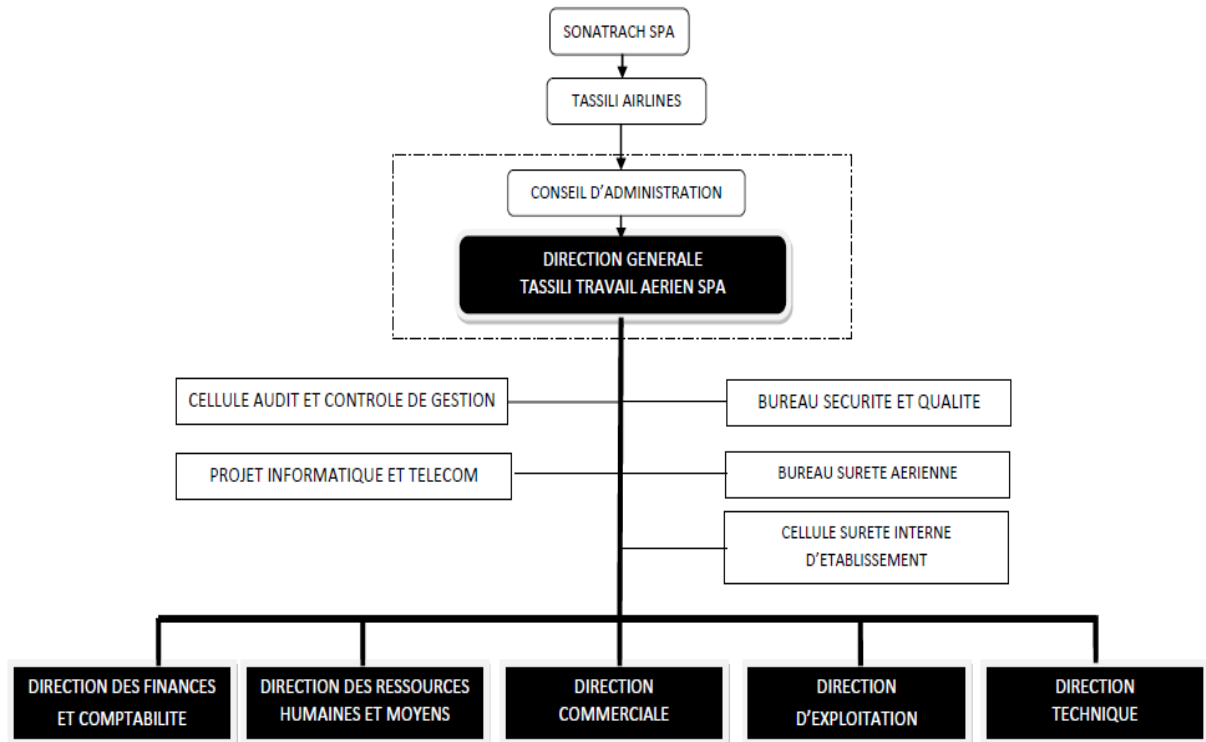 SONATRACH SPA
TASSILI AIRLINES
CONSEIL D'ADMINISTRATION
DIRECTION GENERALE
TASSILI TRAVAIL AERIEN SPA
CELLULE AUDIT ET CONTROLE DE GESTION
BUREAU SECURITE ET QUALITE
PROJET INFORMATIQUE ET TELECOM
BUREAU SURETE AERIENNE
CELLULE SURETE INTERNE
D'ETABLISSEMENT
DIRECTION DES FINANCES
ET COMPTABILITE
DIRECTION DES RESSOURCES
HUMAINES ET MOYENS
DIRECTION
COMMERCIALE
DIRECTION
D'EXPLOITATION
DIRECTION
TECHNIQUE